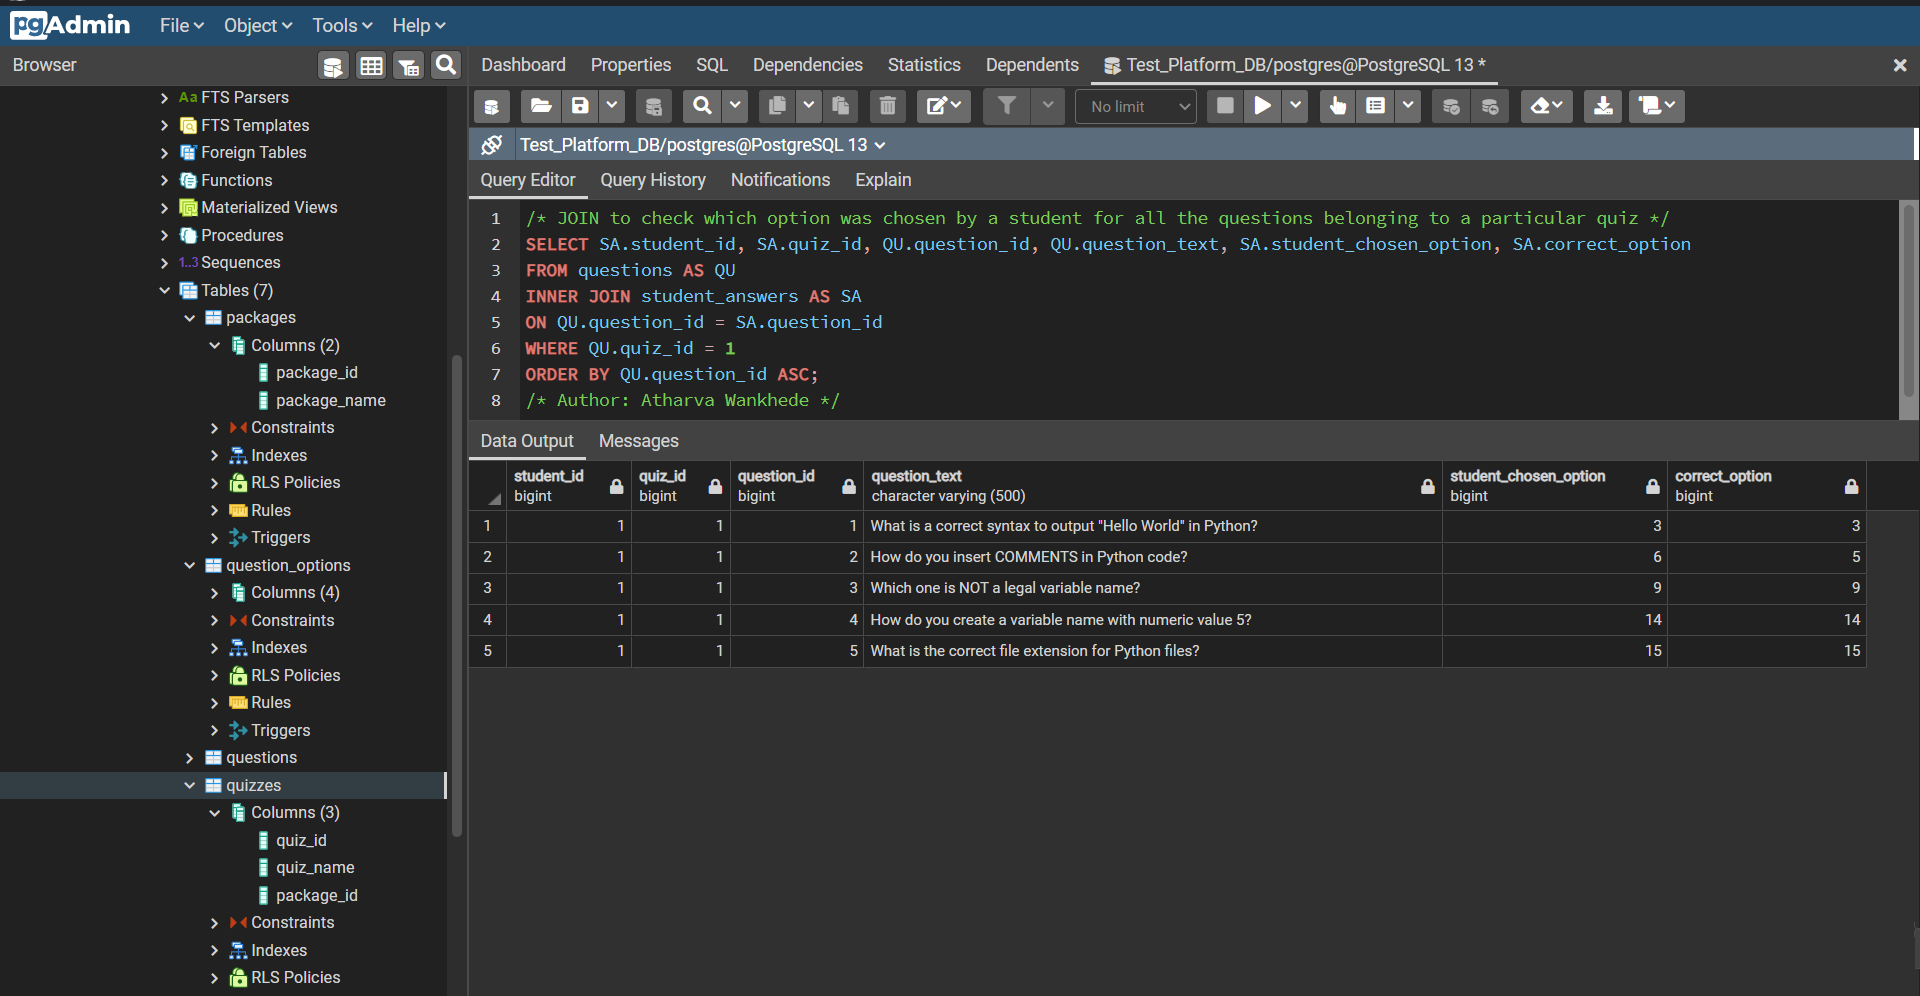 pgAdmin File Object Tools Help
Browser
Dashboard Properties SQL Dependencies Statistics Dependents Test_Platform_DB/postgres@PostgreSQL 13 *
Aa FTS Parsers
FTS Templates
Foreign Tables
Functions
Materialized Views
Procedures
1..3 Sequences
Tables (7)
packages
Columns (2)
package_id
package_name
Constraints
Indexes
RLS Policies
Rules
Triggers
question_options
Columns (4)
Constraints
Indexes
RLS Policies
Rules
Triggers
questions
quizzes
Columns (3)
quiz_id
quiz_name
package_id
Constraints
Indexes
RLS Policies
No limit
Test_Platform_DB/postgres@PostgreSQL 13
Query Editor Query History Notifications Explain
1 /* JOIN to check which option was chosen by a student for all the questions belonging to a particular quiz */
2 SELECT SA.student_id, SA.quiz_id, QU.question_id, QU.question_text, SA.student_chosen_option, SA.correct_option
3 FROM questions AS QU
4 INNER JOIN student_answers AS SA
5 ON QU.question_id = SA.question_id
6 WHERE QU.quiz_id = 1
7 ORDER BY QU.question_id ASC;
8 /* Author: Atharva Wankhede */
Data Output Messages
student_id quiz_id question_id question_text student_chosen_option correct_option
bigint bigint bigint character varying (500) bigint bigint
1 1 1 1 What is a correct syntax to output "Hello World" in Python? 3 3
2 1 1 2 How do you insert COMMENTS in Python code? 6 5
3 1 1 3 Which one is NOT a legal variable name? 9 9
4 1 1 4 How do you create a variable name with numeric value 5? 14 14
5 1 1 5 What is the correct file extension for Python files? 15 15